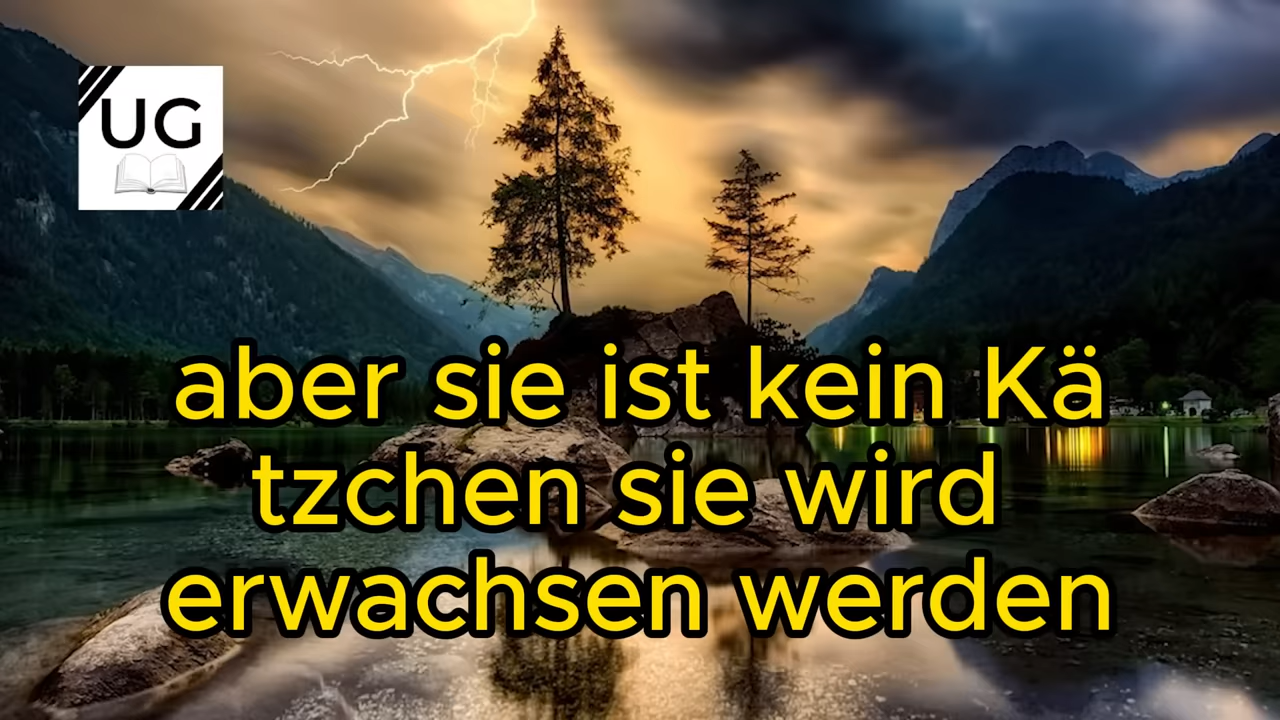 UG
aber sie ist kein Kä
tzchen sie wird
erwachsen werden